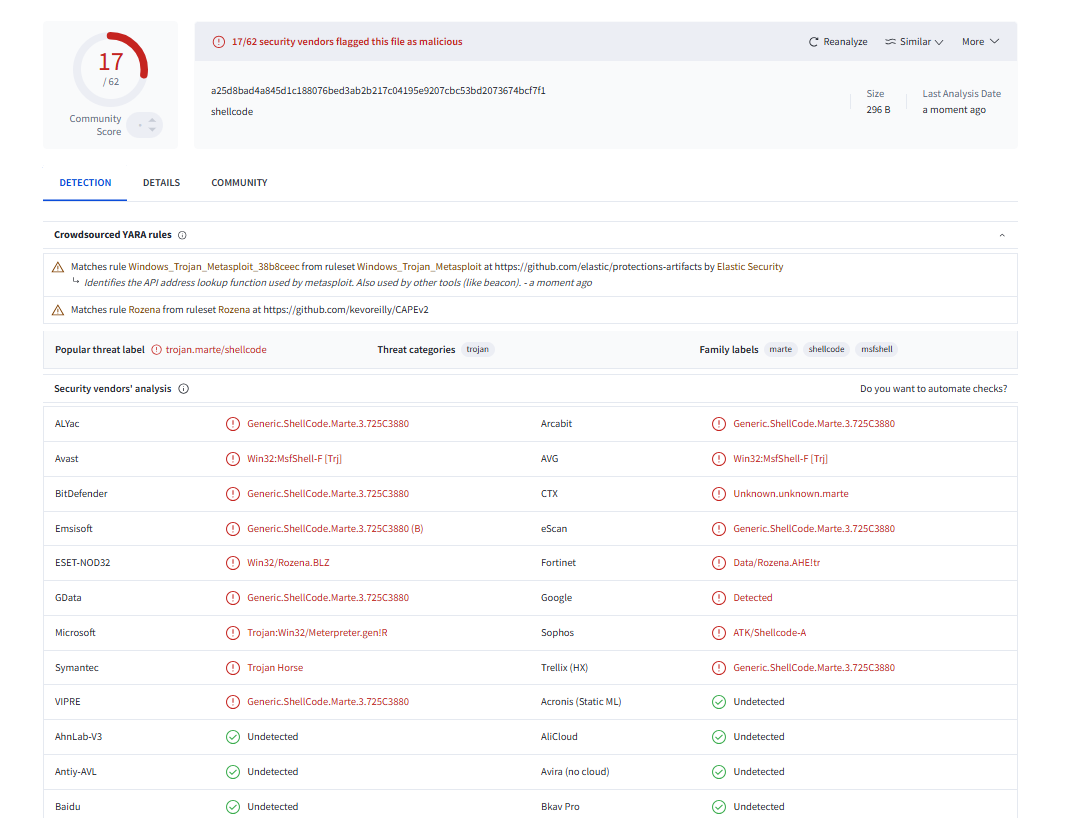 17
/ 62
Community
Score
17/62 security vendors flagged this file as malicious
Reanalyze
Similar
More
a25d8bad4a845d1c188076bed3ab2b217c04195e9207cbc53bd2073674bcf7f1
shellcode
Size
296 B
Last Analysis Date
a moment ago
DETECTION
DETAILS
COMMUNITY
Crowdsourced YARA rules
Matches rule Windows_Trojan_Metasploit_38b8ceec from ruleset Windows_Trojan_Metasploit at https://github.com/elastic/protections-artifacts by Elastic Security
Identifies the API address lookup function used by metasploit. Also used by other tools (like beacon). - a moment ago
Matches rule Rozena from ruleset Rozena at https://github.com/kevoreilly/CAPEv2
Popular threat label trojan.marte/shellcode Threat categories trojan Family labels marte shellcode msfshell
Security vendors' analysis Do you want to automate checks?
ALYac Generic.ShellCode.Marte.3.725C3880 Arcabit Generic.ShellCode.Marte.3.725C3880
Avast Win32:MsfShell-F [Trj] AVG Win32:MsfShell-F [Trj]
BitDefender Generic.ShellCode.Marte.3.725C3880 CTX Unknown.unknown.marte
Emsisoft Generic.ShellCode.Marte.3.725C3880 (B) eScan Generic.ShellCode.Marte.3.725C3880
ESET-NOD32 Win32/Rozena.BLZ Fortinet Data/Rozena.AHE!tr
GData Generic.ShellCode.Marte.3.725C3880 Google Detected
Microsoft Trojan:Win32/Meterpreter.gen!R Sophos ATK/Shellcode-A
Symantec Trojan Horse Trellix (HX) Generic.ShellCode.Marte.3.725C3880
VIPRE Generic.ShellCode.Marte.3.725C3880 Acronis (Static ML) Undetected
AhnLab-V3 Undetected AliCloud Undetected
Antiy-AVL Undetected Avira (no cloud) Undetected
Baidu Undetected Bkav Pro Undetected